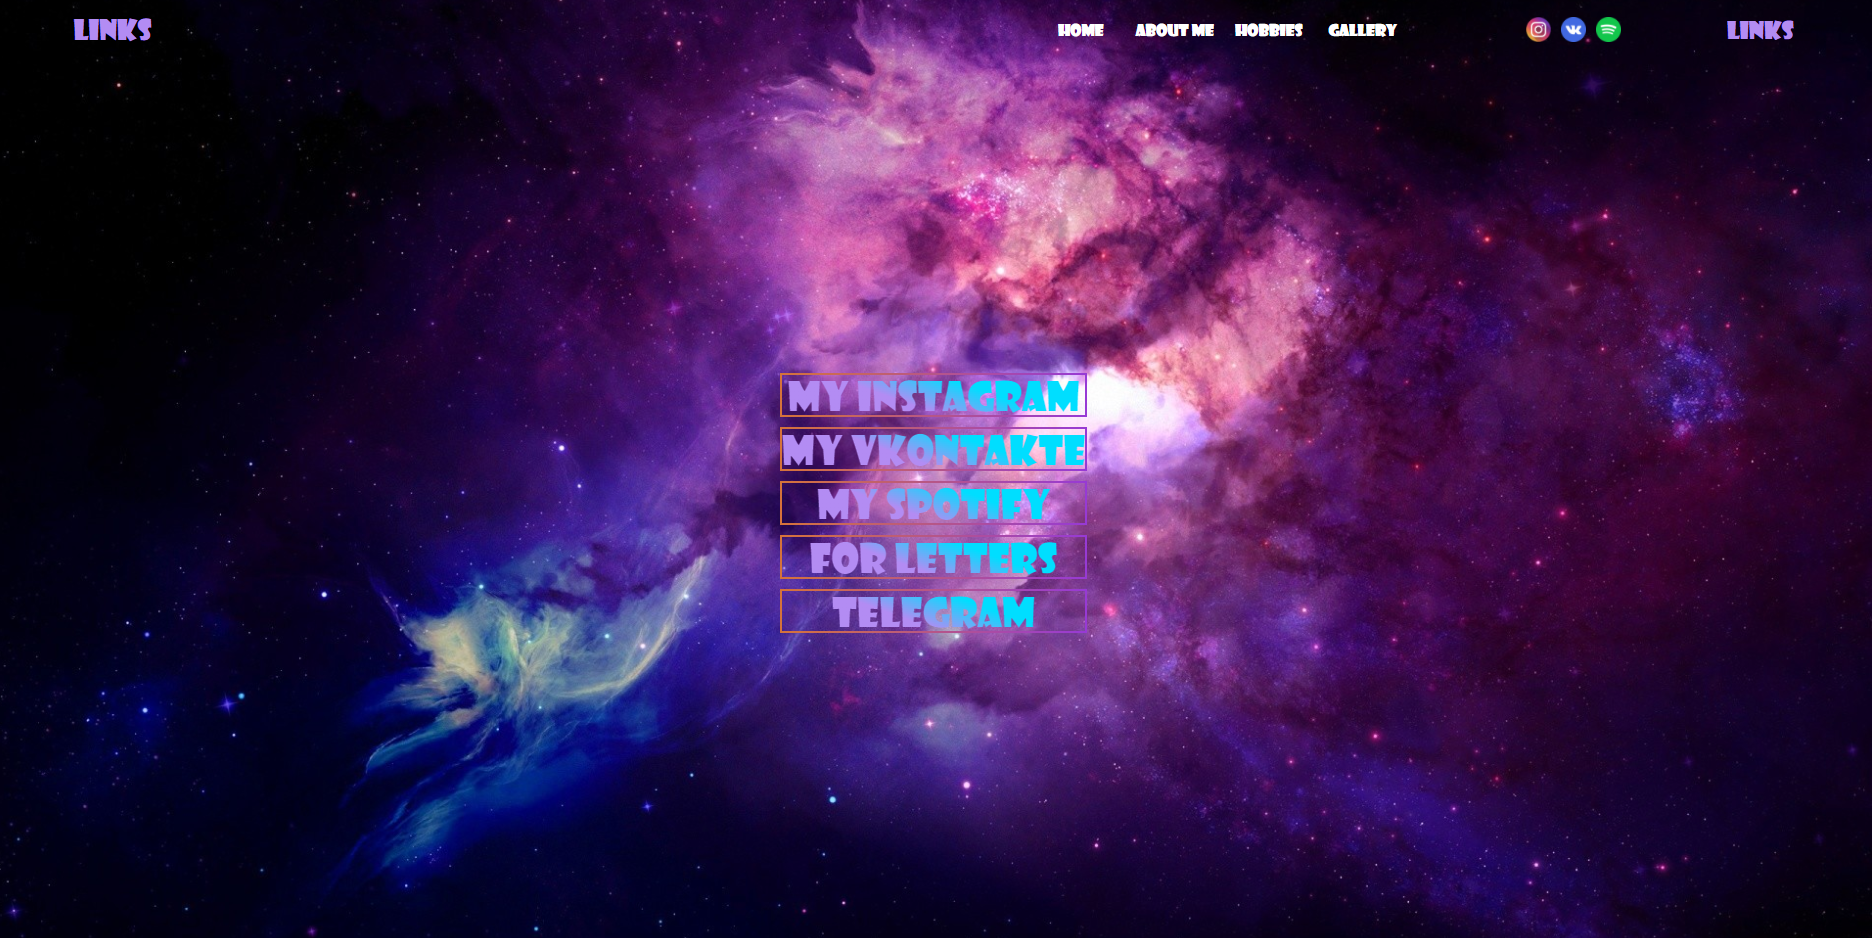 LINKS HOME ABOUT ME HOBBIES GALLERY LINKS
MY INSTAGRAM
MY VKONTAKTE
MY SPOTIFY
FOR LETTERS
TELEGRAM